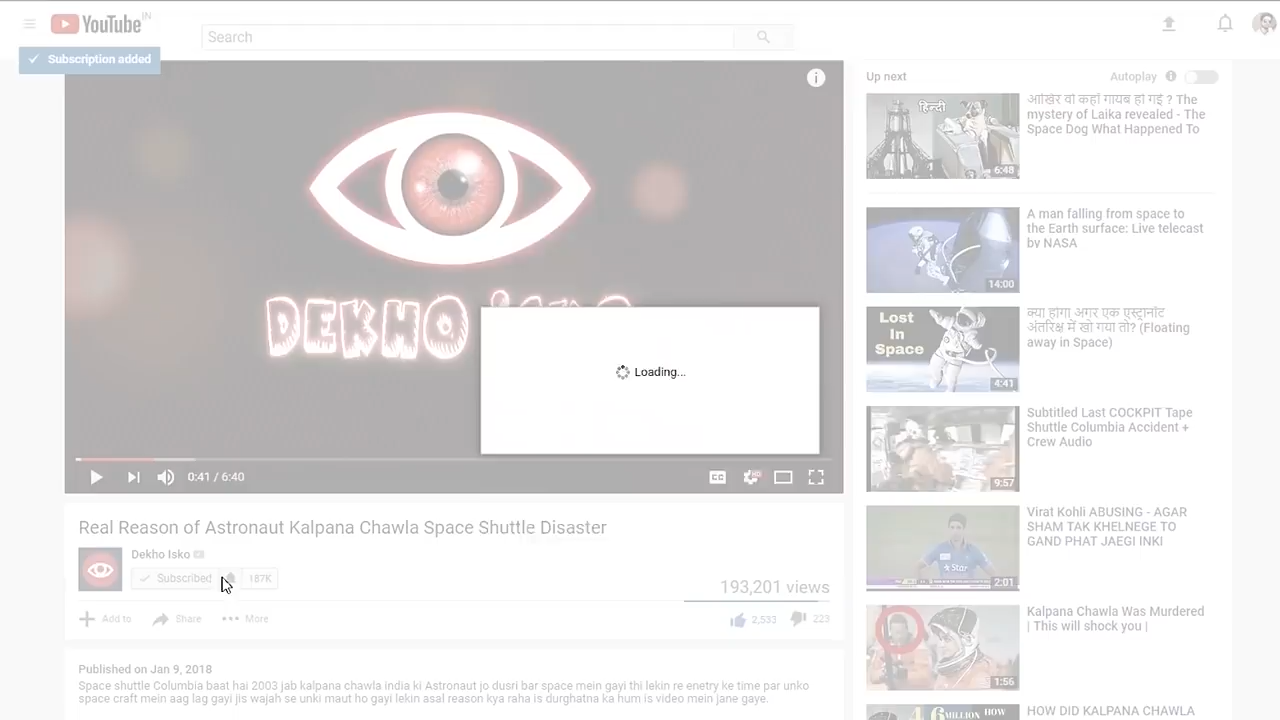 YouTube IN
Search
Subscription added
DEKHO
Loading...
0:41 / 6:40
CC
HD
Real Reason of Astronaut Kalpana Chawla Space Shuttle Disaster
Dekho Isko
Subscribed 187K
193,201 views
Add to Share More
2,533 223
Published on Jan 9, 2018
Space shuttle Columbia baat hai 2003 jab kalpana chawla india ki Astronaut jo dusri bar space mein gayi thi lekin re enetry ke time par unko
space craft mein aag lag gayi jis wajah se unki maut ho gayi lekin asal reason kya raha is durghatna ka hum is video mein jane gaye.
Up next
Autoplay
हिन्दी
6:48
आखिर वो कहाँ गायब हो गई ? The
mystery of Laika revealed - The
Space Dog What Happened To
14:00
A man falling from space to
the Earth surface: Live telecast
by NASA
Lost
In
Space
4:41
क्या होगा अगर एक एस्ट्रोनॉट
अंतरिक्ष में खो गया तो? (Floating
away in Space)
9:57
Subtitled Last COCKPIT Tape
Shuttle Columbia Accident +
Crew Audio
Star
2:01
Virat Kohli ABUSING - AGAR
SHAM TAK KHELNEGE TO
GAND PHAT JAEGI INKI
1:56
Kalpana Chawla Was Murdered
| This will shock you |
4.6 MILLION HOW
HOW DID KALPANA CHAWLA